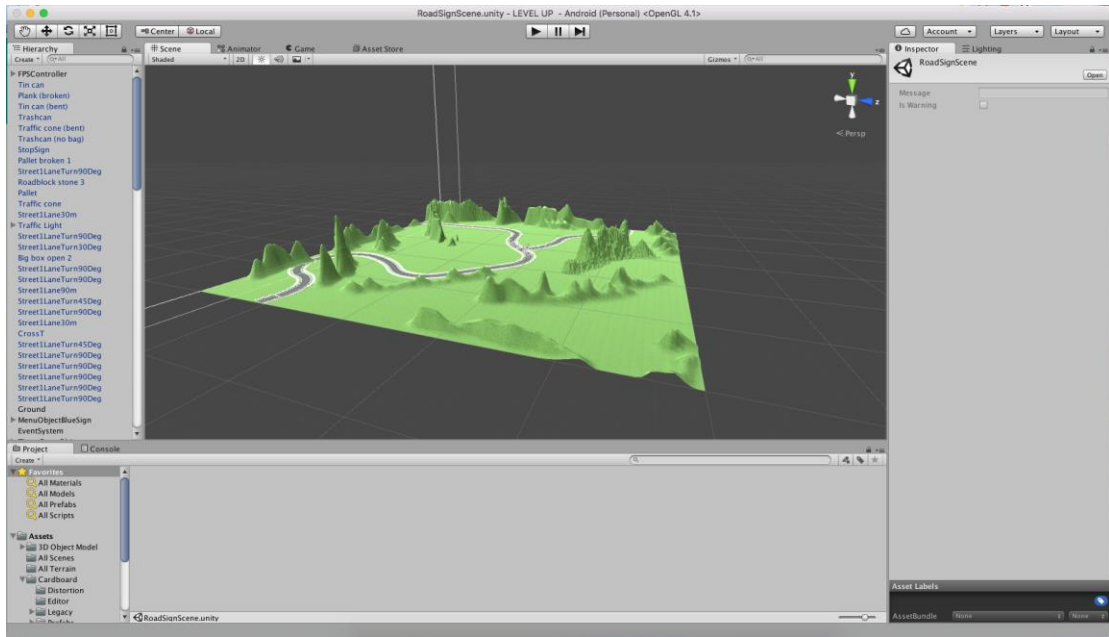 RoadSignScene.unity - LEVEL UP - Android (Personal) <OpenGL 4.1>
Center Local
Account Layers Layout
Hierarchy
Create All
FPSController
Tin can
Plank (broken)
Tin can (bent)
Trashcan
Traffic cone (bent)
Trashcan (no bag)
StopSign
Pallet broken 1
Street1LaneTurn90Deg
Roadblock stone 3
Pallet
Traffic cone
Street1Lane30m
Traffic Light
Street1LaneTurn90Deg
Street1LaneTurn30Deg
Big box open 2
Street1LaneTurn90Deg
Street1LaneTurn90Deg
Street1Lane90m
Street1LaneTurn45Deg
Street1LaneTurn90Deg
Street1Lane30m
CrossT
Street1LaneTurn45Deg
Street1LaneTurn90Deg
Street1LaneTurn90Deg
Street1LaneTurn90Deg
Street1LaneTurn90Deg
Street1LaneTurn90Deg
Ground
MenuObjectBlueSign
EventSystem
Scene Animator Game Asset Store
Shaded 2D Gizmos All
y
z
Persp
Inspector Lighting
RoadSignScene
Open
Message
Is Warning
Project Console
Create
Favorites
All Materials
All Models
All Prefabs
All Scripts
Assets
3D Object Model
All Scenes
All Terrain
Cardboard
Distortion
Editor
Legacy
RoadSignScene.unity
Asset Labels
AssetBundle None None